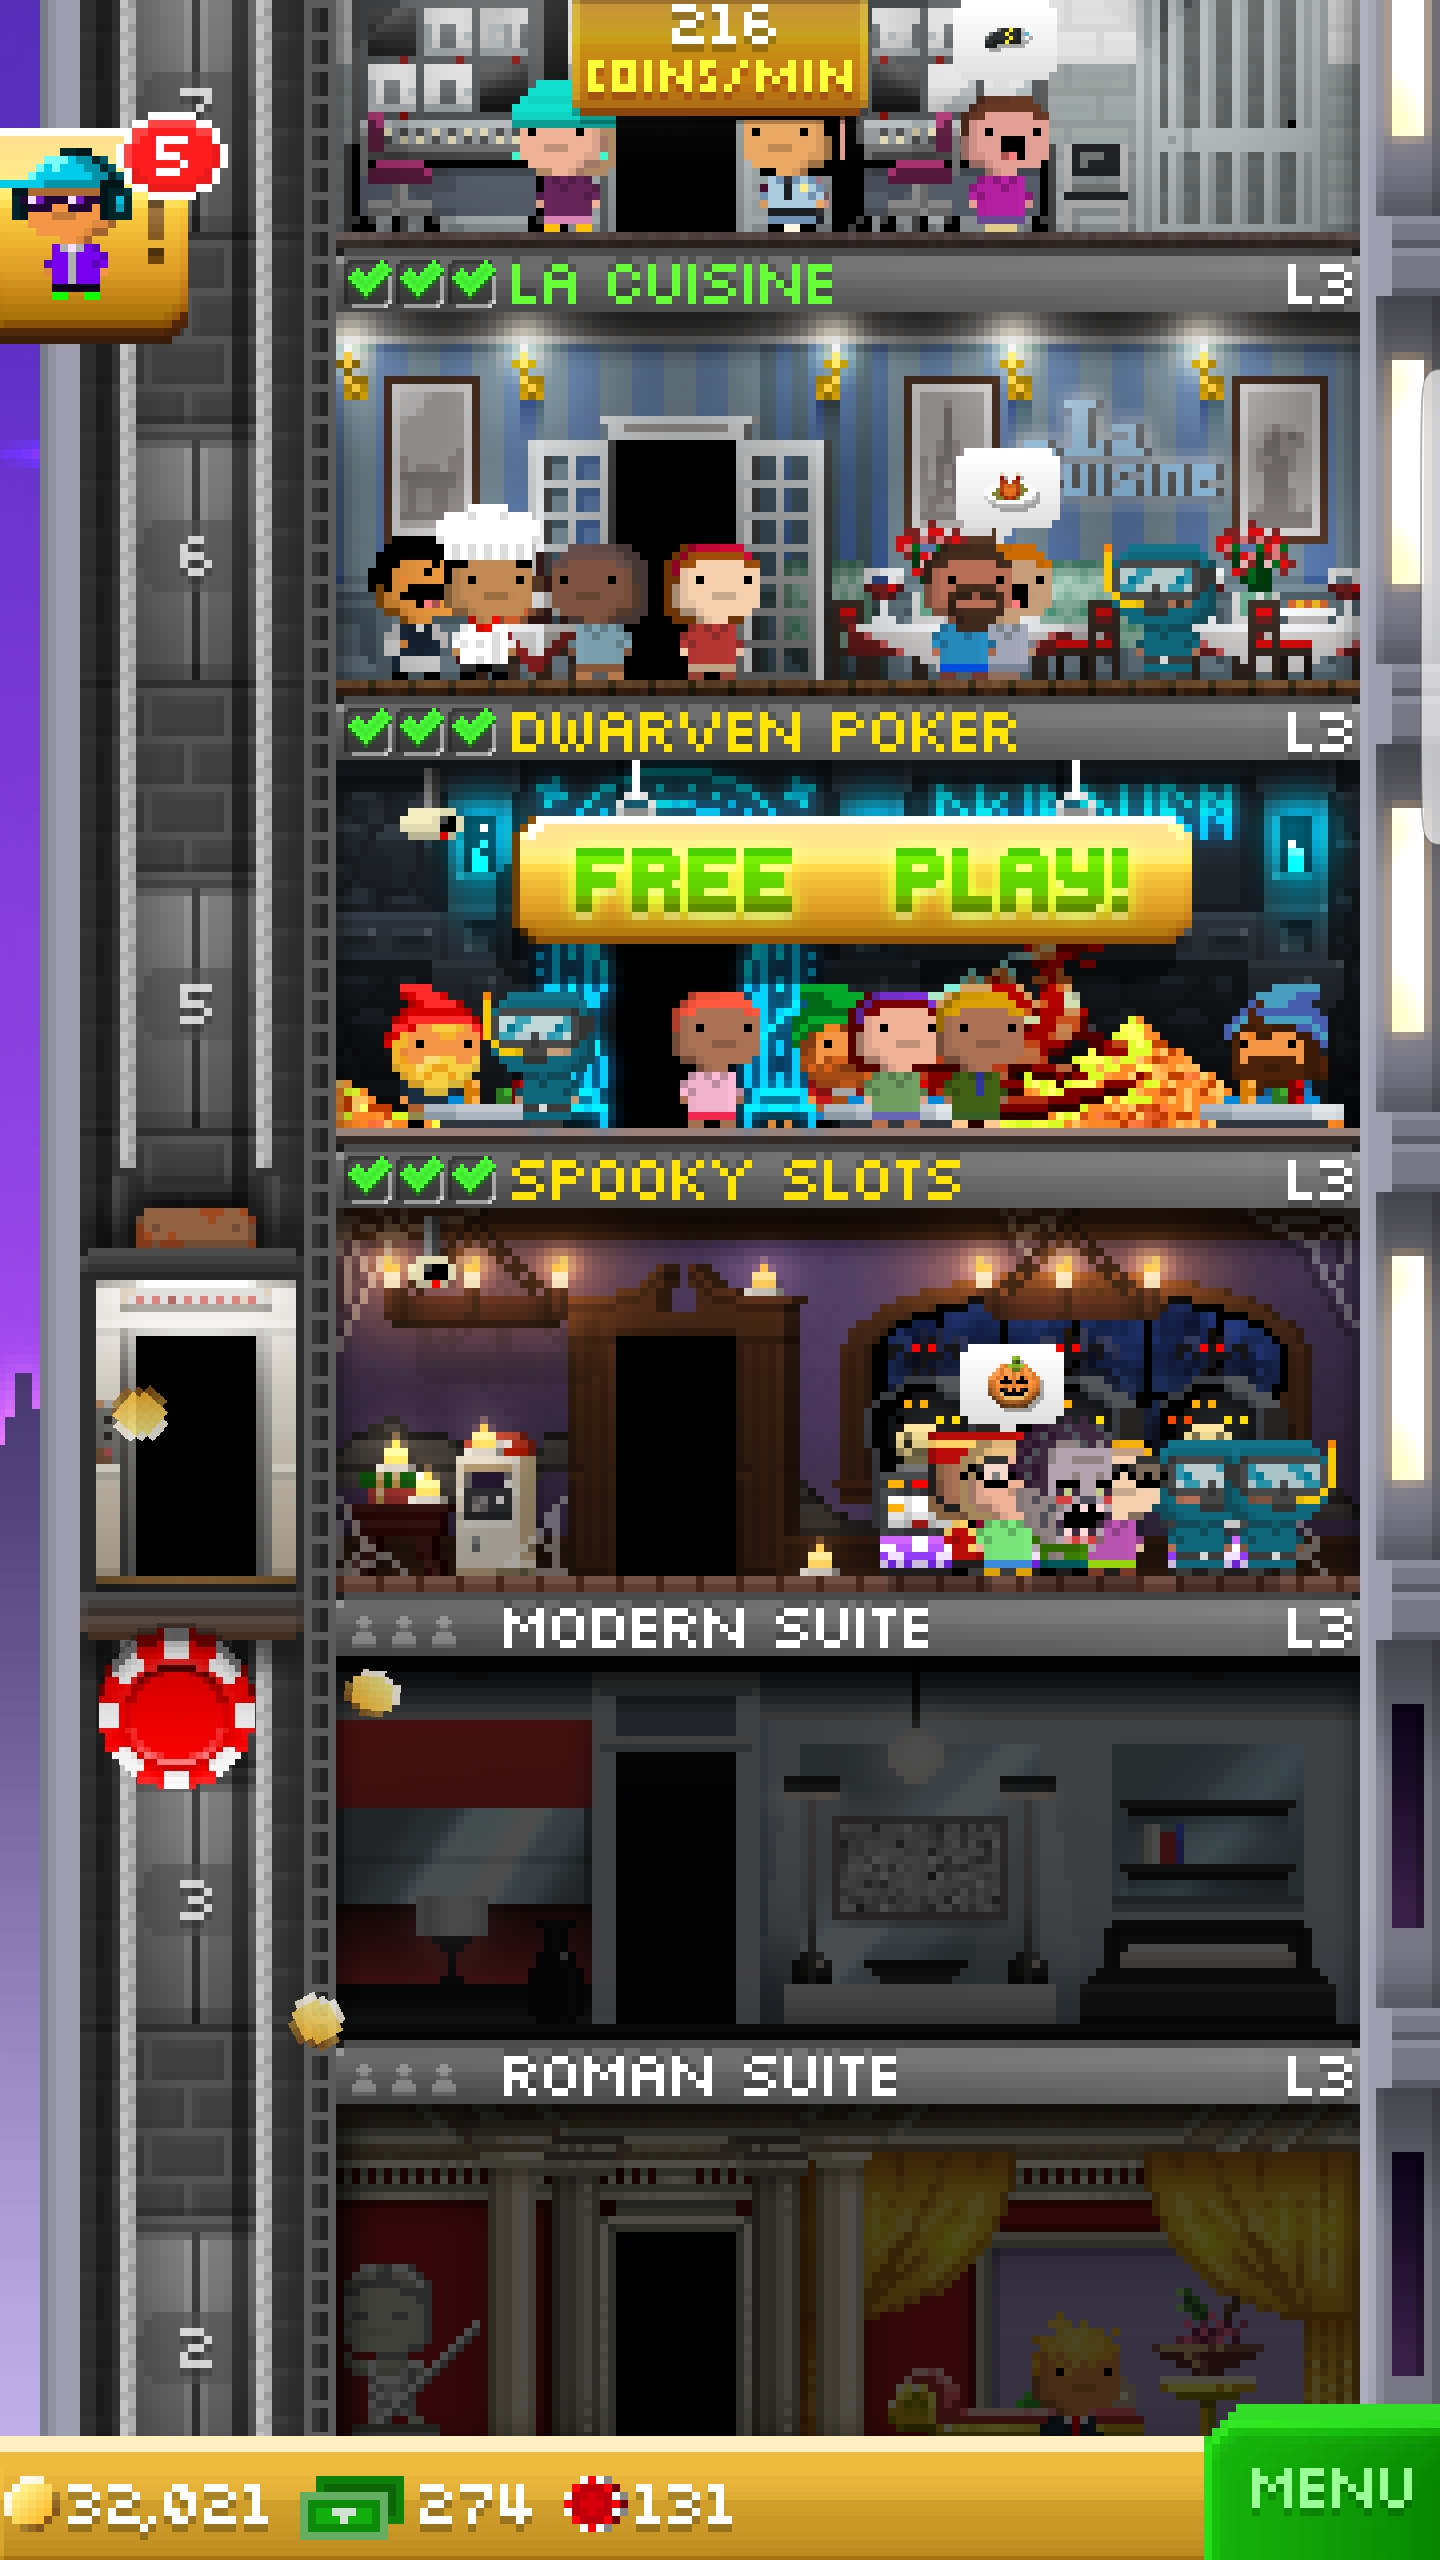 216
COINS/MIN
7
5
!
LA CUISINE L3
La
Cuisine
6
DWARVEN POKER L3
FREE PLAY!
5
SPOOKY SLOTS L3
MODERN SUITE L3
3
ROMAN SUITE L3
2
32,021 274 131
MENU